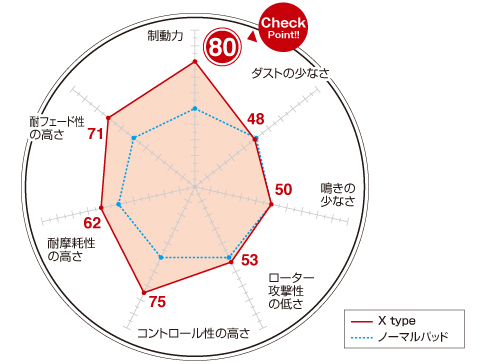 Check
Point!!
制動力
80
ダストの少なさ
48
耐フェード性
の高さ
71
50
鳴きの
少なさ
62
耐摩耗性
の高さ
53
ローター
攻撃性
の低さ
75
コントロール性の高さ
X type
ノーマルパッド